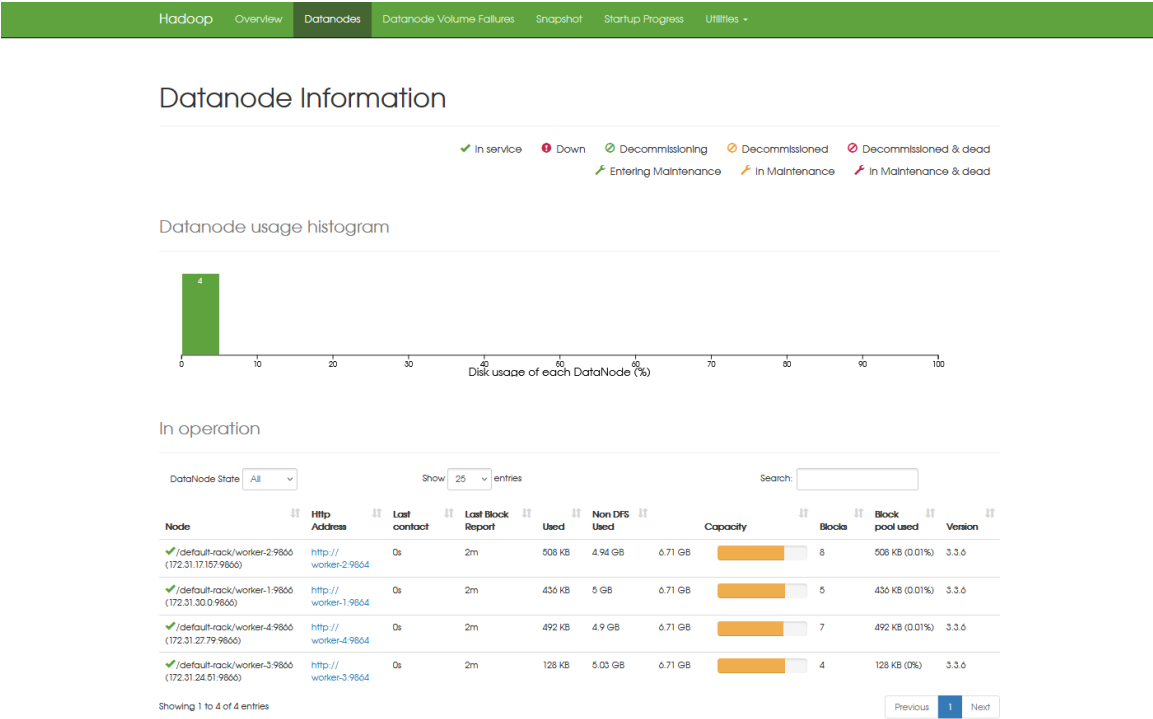 Hadoop Overview Datanodes Datanode Volume Failures Snapshot Startup Progress Utilities
Datanode Information
In service Down Decommissioning Decommissioned Decommissioned & dead
Entering Maintenance In Maintenance In Maintenance & dead
Datanode usage histogram
4
0 10 20 30 40 50 60 70 80 90 100
Disk usage of each DataNode (%)
In operation
DataNode State All Show 25 entries Search:
Node Http Address Last contact Last Block Report Used Non DFS Used Capacity Blocks Block pool used Version
/default-rack/worker-2:9866 http:// 0s 2m 508 KB 4.94 GB 6.71 GB 8 508 KB (0.01%) 3.3.6
(172.31.17.157:9866) worker-2:9864
/default-rack/worker-1:9866 http:// 0s 2m 436 KB 5 GB 6.71 GB 5 436 KB (0.01%) 3.3.6
(172.31.30.0:9866) worker-1:9864
/default-rack/worker-4:9866 http:// 0s 2m 492 KB 4.9 GB 6.71 GB 7 492 KB (0.01%) 3.3.6
(172.31.27.79:9866) worker-4:9864
/default-rack/worker-3:9866 http:// 0s 2m 128 KB 5.03 GB 6.71 GB 4 128 KB (0%) 3.3.6
(172.31.24.51:9866) worker-3:9864
Showing 1 to 4 of 4 entries Previous 1 Next